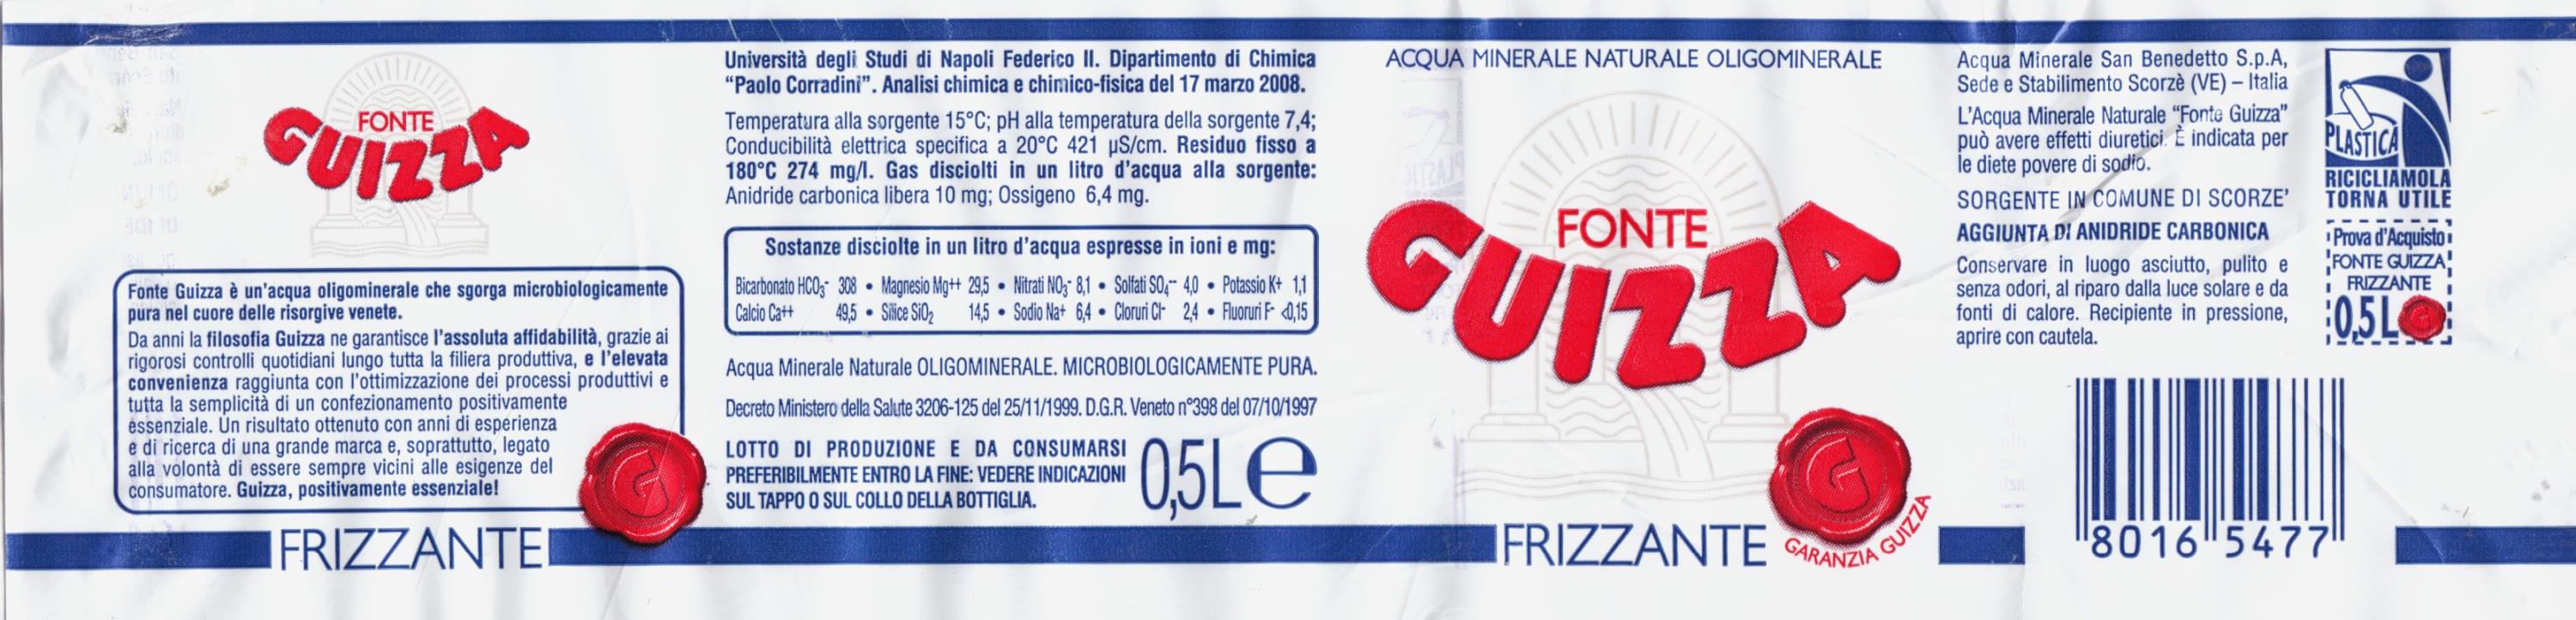 FONTE
GUIZZA
Fonte Guizza è un'acqua oligominerale che sgorga microbiologicamente
pura nel cuore delle risorgive venete.
Da anni la filosofia Guizza ne garantisce l'assoluta affidabilità, grazie ai
rigorosi controlli quotidiani lungo tutta la filiera produttiva, e l'elevata
convenienza raggiunta con l'ottimizzazione dei processi produttivi e
tutta la semplicità di un confezionamento positivamente
essenziale. Un risultato ottenuto con anni di esperienza
e di ricerca di una grande marca e, soprattutto, legato
alla volontà di essere sempre vicini alle esigenze del
consumatore. Guizza, positivamente essenziale!
G
FRIZZANTE
Università degli Studi di Napoli Federico II. Dipartimento di Chimica
“Paolo Corradini”. Analisi chimica e chimico-fisica del 17 marzo 2008.
Temperatura alla sorgente 15°C; pH alla temperatura della sorgente 7,4;
Conducibilità elettrica specifica a 20°C 421 µS/cm. Residuo fisso a
180°C 274 mg/l. Gas disciolti in un litro d'acqua alla sorgente:
Anidride carbonica libera 10 mg; Ossigeno 6,4 mg.
Sostanze disciolte in un litro d'acqua espresse in ioni e mg:
Bicarbonato HCO3- 308 • Magnesio Mg++ 29,5 • Nitrati NO3- 8,1 • Solfati SO4-- 4,0 • Potassio K+ 1,1
Calcio Ca++ 49,5 • Silice SiO2 14,5 • Sodio Na+ 6,4 • Cloruri Cl- 2,4 • Fluoruri F- <0,15
Acqua Minerale Naturale OLIGOMINERALE. MICROBIOLOGICAMENTE PURA.
Decreto Ministero della Salute 3206-125 del 25/11/1999. D.G.R. Veneto n°398 del 07/10/1997
LOTTO DI PRODUZIONE E DA CONSUMARSI
PREFERIBILMENTE ENTRO LA FINE: VEDERE INDICAZIONI
SUL TAPPO O SUL COLLO DELLA BOTTIGLIA.
0,5L e
ACQUA MINERALE NATURALE OLIGOMINERALE
FONTE
GUIZZA
G
GARANZIA GUIZZA
FRIZZANTE
Acqua Minerale San Benedetto S.p.A,
Sede e Stabilimento Scorzè (VE) – Italia
L'Acqua Minerale Naturale “Fonte Guizza”
può avere effetti diuretici. È indicata per
le diete povere di sodio.
SORGENTE IN COMUNE DI SCORZE'
AGGIUNTA DI ANIDRIDE CARBONICA
Conservare in luogo asciutto, pulito e
senza odori, al riparo dalla luce solare e da
fonti di calore. Recipiente in pressione,
aprire con cautela.
PLASTICA
RICICLIAMOLA
TORNA UTILE
Prova d'Acquisto
FONTE GUIZZA
FRIZZANTE
0,5L G
8016 5477